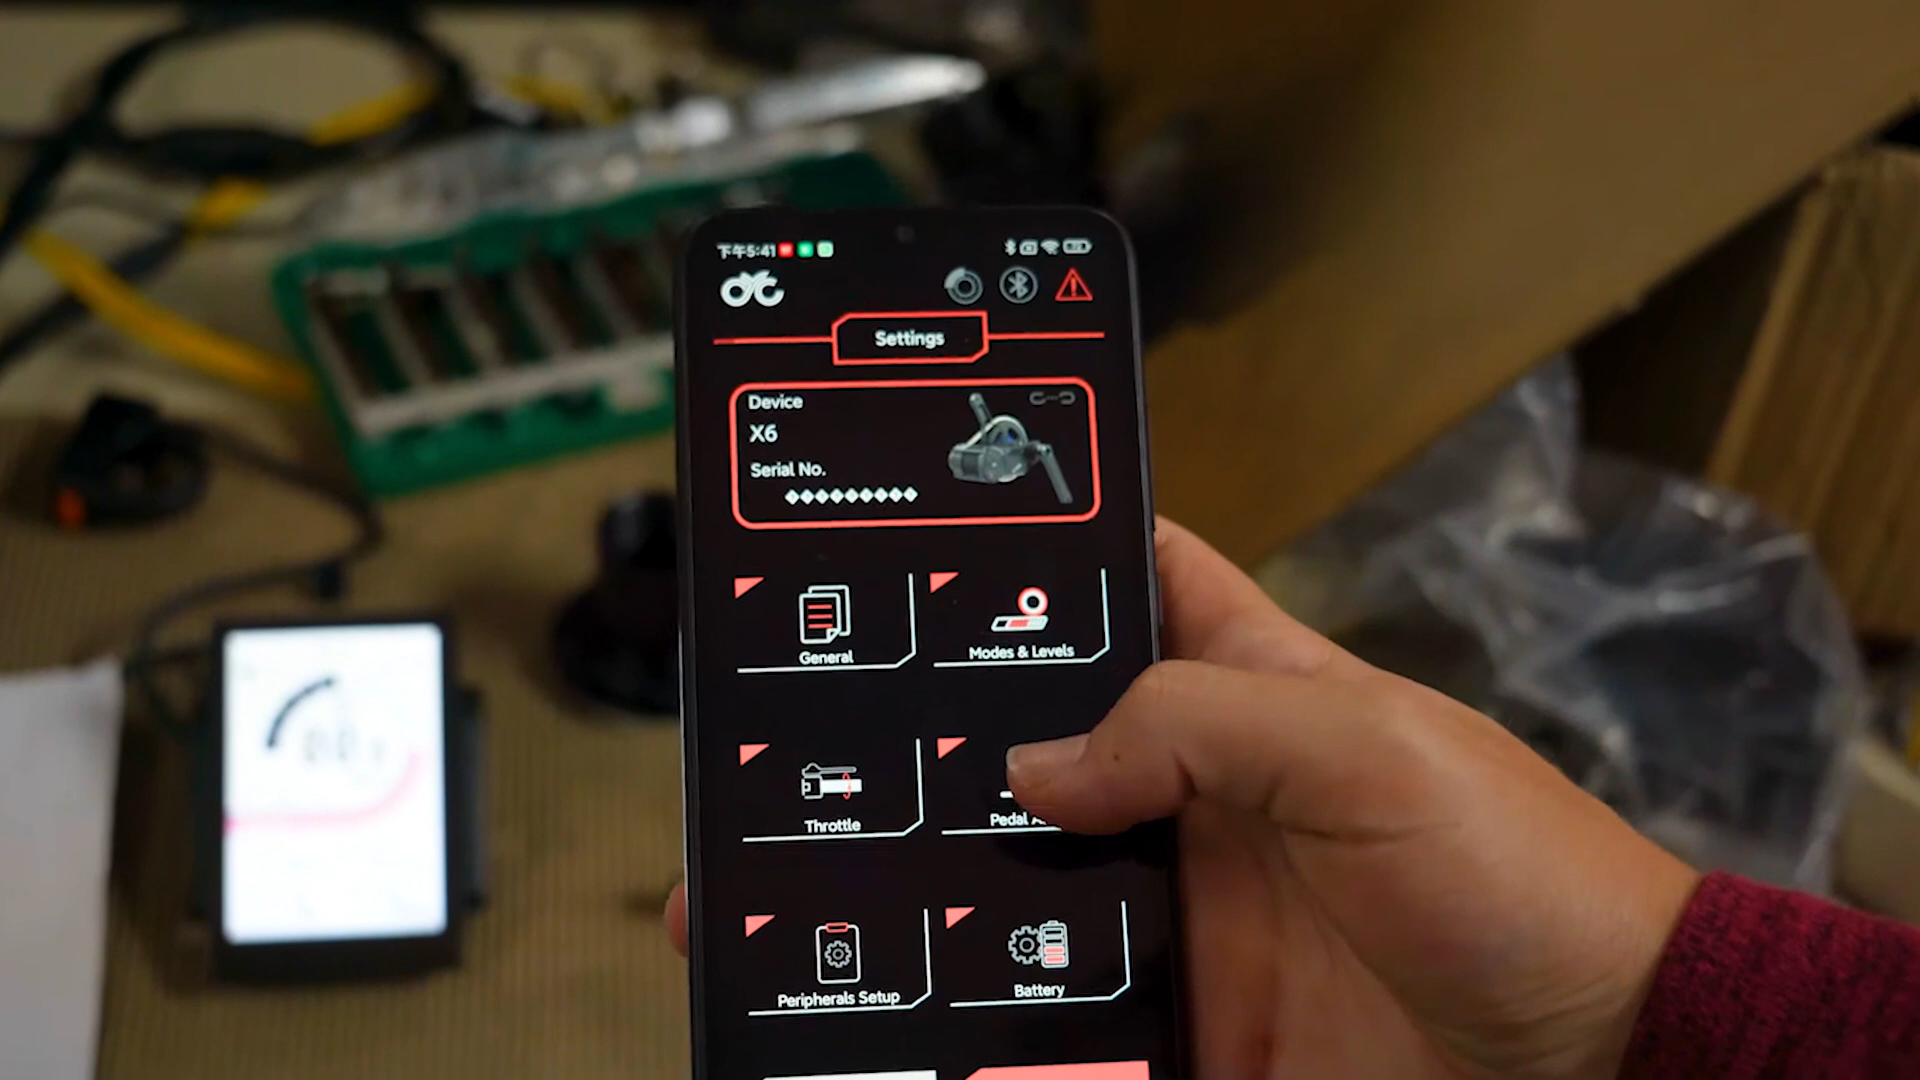 下午5:41
Settings
Device
X6
Serial No.
General
Modes & Levels
Throttle
Pedal
Peripherals Setup
Battery